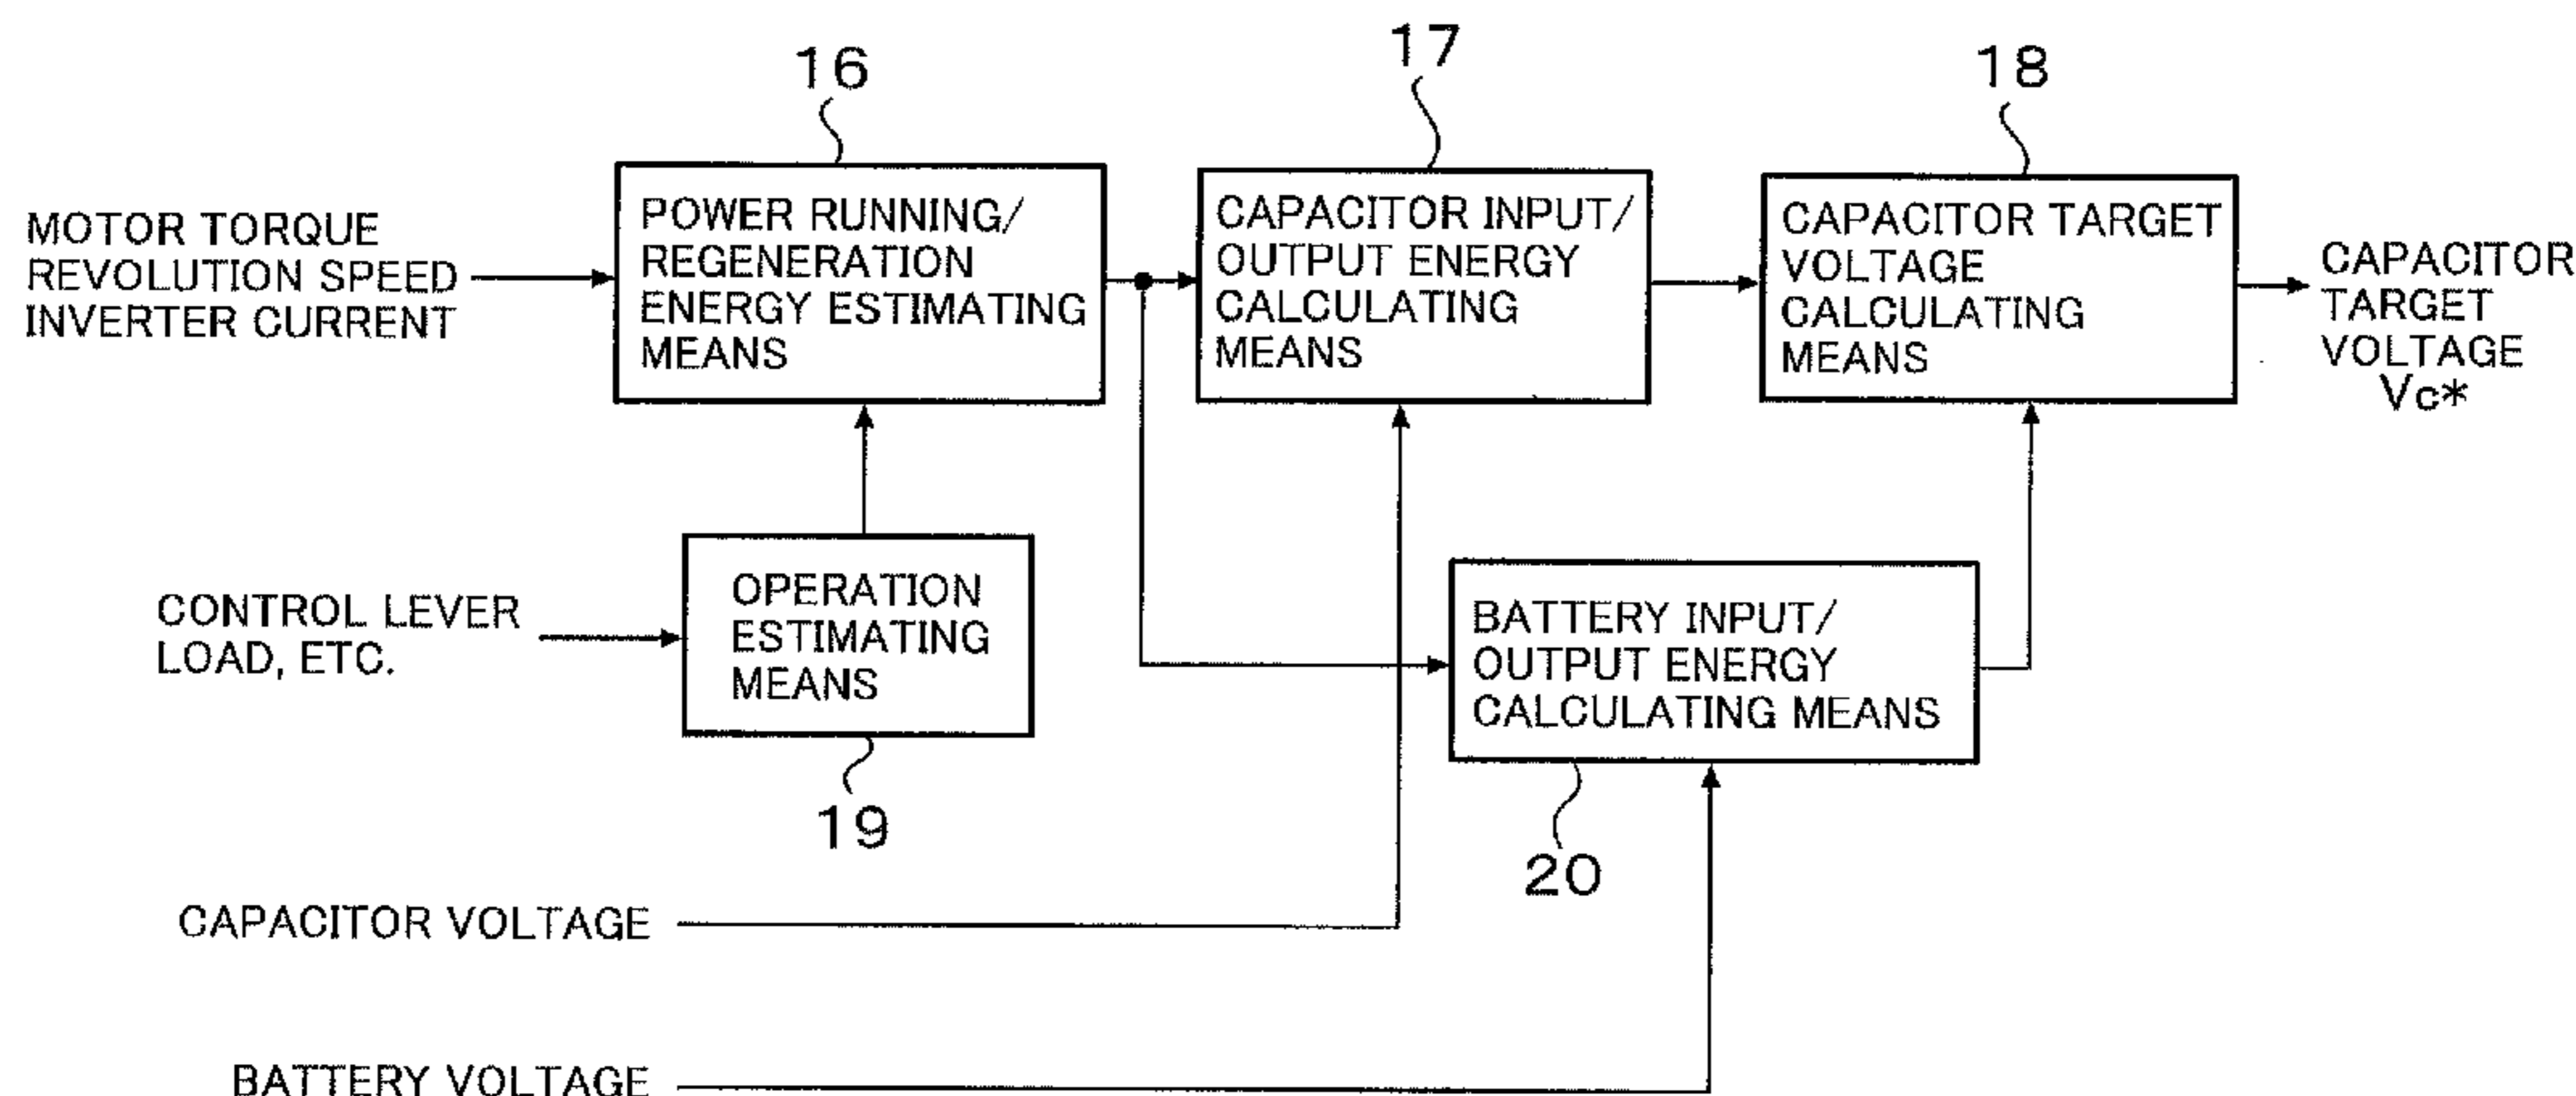 16
17
18
MOTOR TORQUE
REVOLUTION SPEED
INVERTER CURRENT
POWER RUNNING/
REGENERATION
ENERGY ESTIMATING
MEANS
CAPACITOR INPUT/
OUTPUT ENERGY
CALCULATING
MEANS
CAPACITOR TARGET
VOLTAGE
CALCULATING
MEANS
CAPACITOR
TARGET
VOLTAGE
Vc*
CONTROL LEVER
LOAD, ETC.
OPERATION
ESTIMATING
MEANS
BATTERY INPUT/
OUTPUT ENERGY
CALCULATING MEANS
19
20
CAPACITOR VOLTAGE
BATTERY VOLTAGE